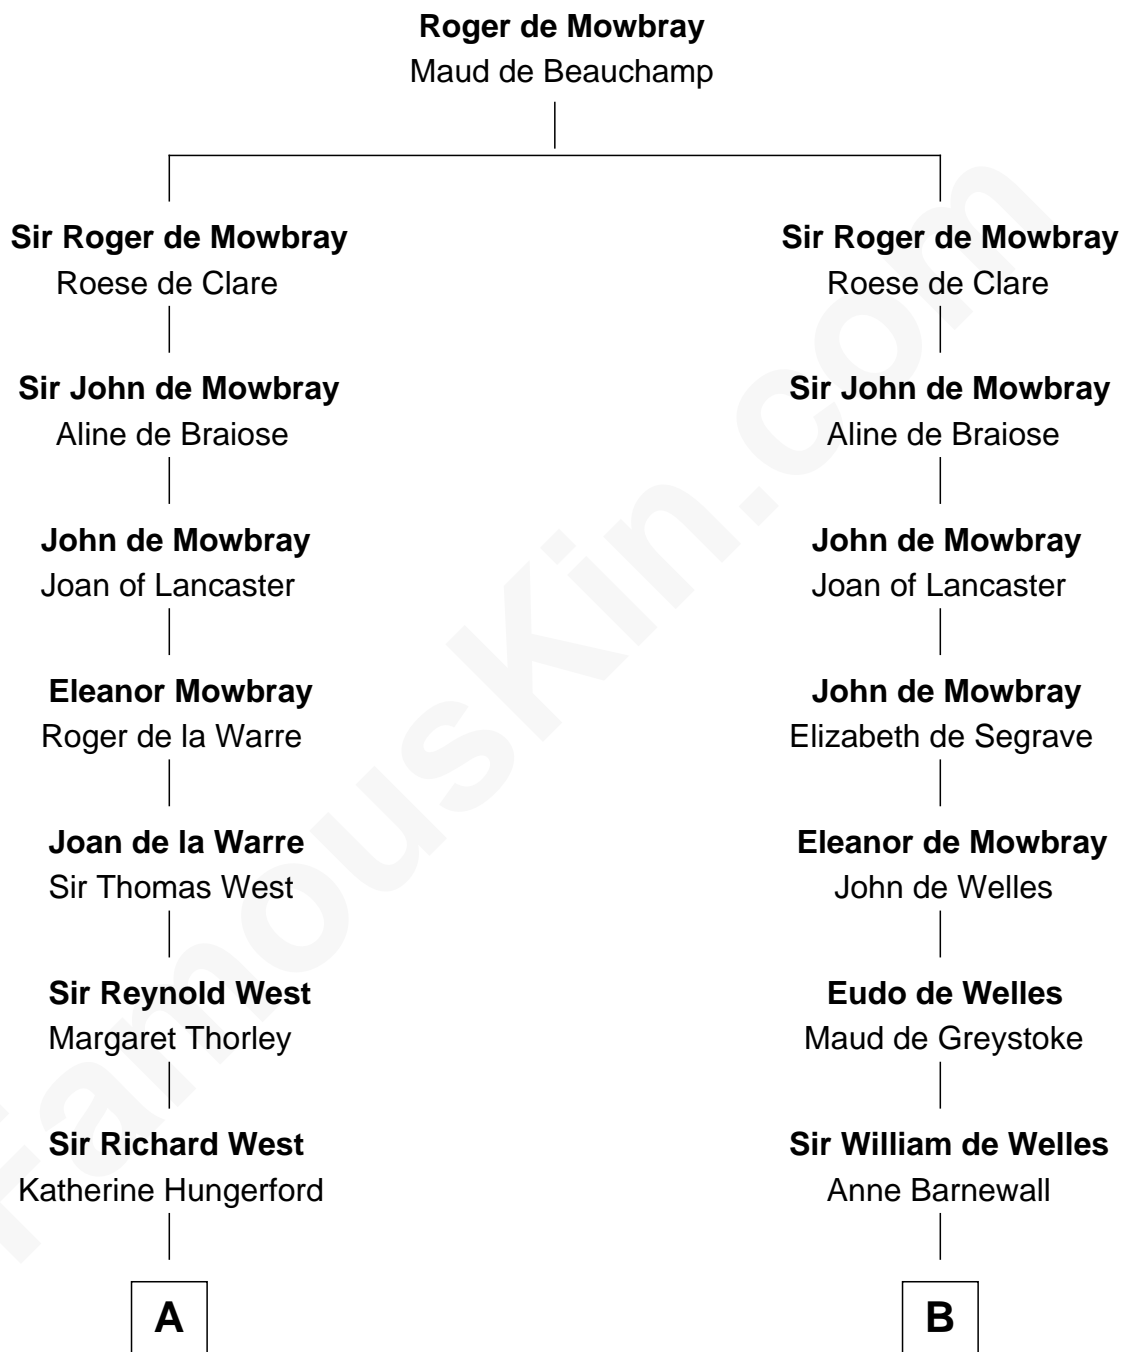 Roger de Mowbray
Maud de Beauchamp
Sir Roger de Mowbray
Roese de Clare
Sir John de Mowbray
Aline de Braiose
John de Mowbray
Joan of Lancaster
Eleanor Mowbray
Roger de la Warre
Joan de la Warre
Sir Thomas West
Sir Reynold West
Margaret Thorley
Sir Richard West
Katherine Hungerford
A
Sir Roger de Mowbray
Roese de Clare
Sir John de Mowbray
Aline de Braiose
John de Mowbray
Joan of Lancaster
John de Mowbray
Elizabeth de Segrave
Eleanor de Mowbray
John de Welles
Eudo de Welles
Maud de Greystoke
Sir William de Welles
Anne Barnewall
B
FamousKin.com